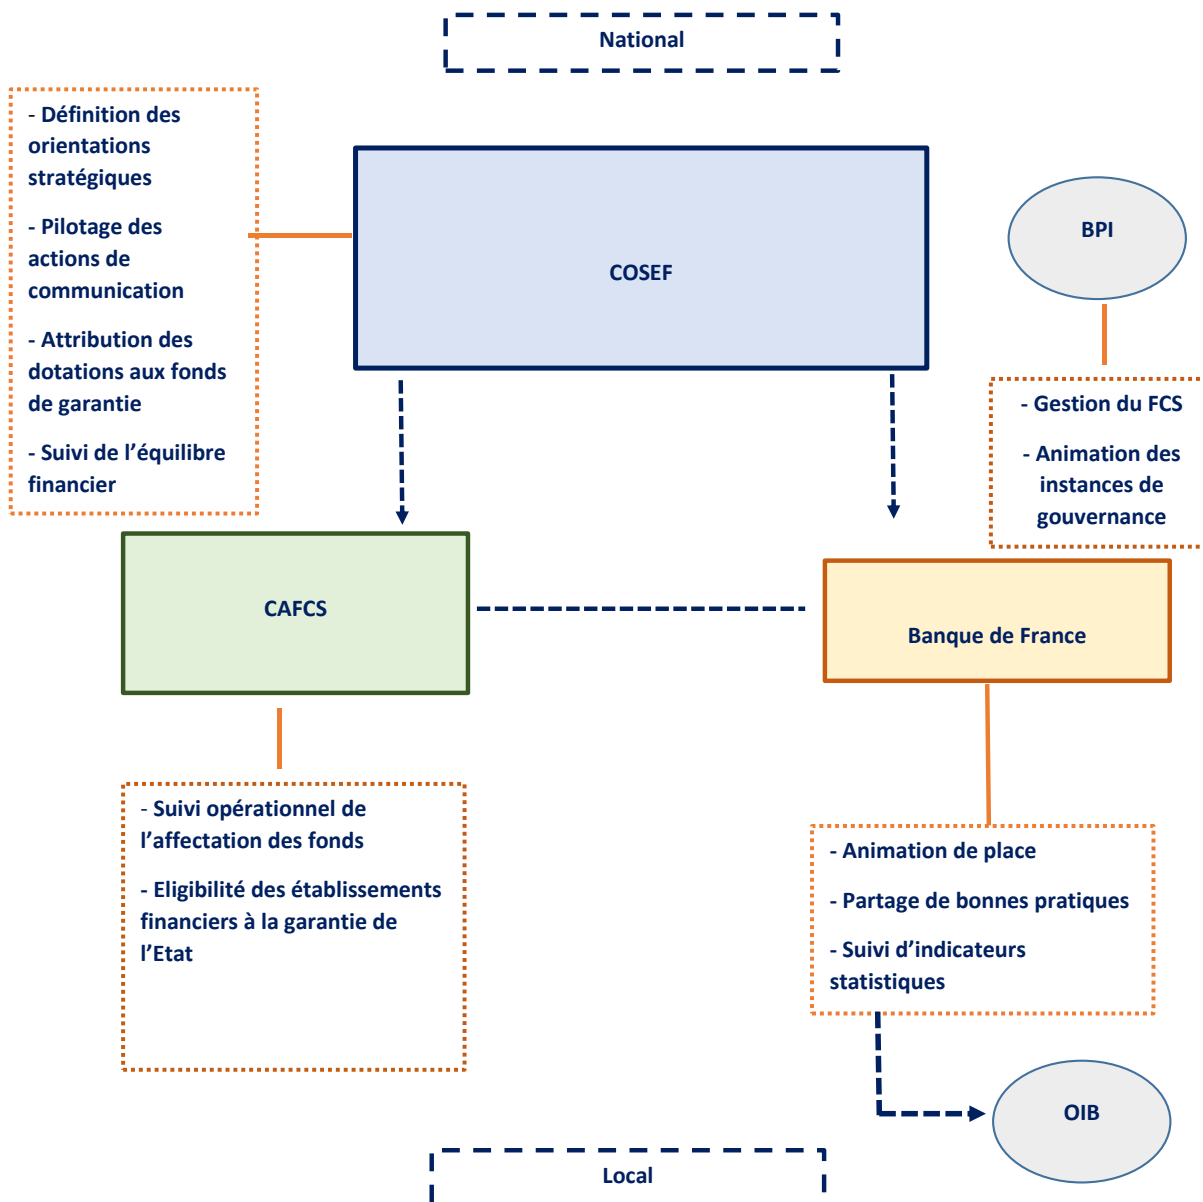 National
- Définition des
orientations
stratégiques
- Pilotage des
actions de
communication
- Attribution des
dotations aux fonds
de garantie
- Suivi de l’équilibre
financier
COSEF
BPI
- Gestion du FCS
- Animation des
instances de
gouvernance
CAFCS
Banque de France
- Suivi opérationnel de
l’affectation des fonds
- Eligibilité des établissements
financiers à la garantie de
l’Etat
- Animation de place
- Partage de bonnes pratiques
- Suivi d’indicateurs
statistiques
OIB
Local